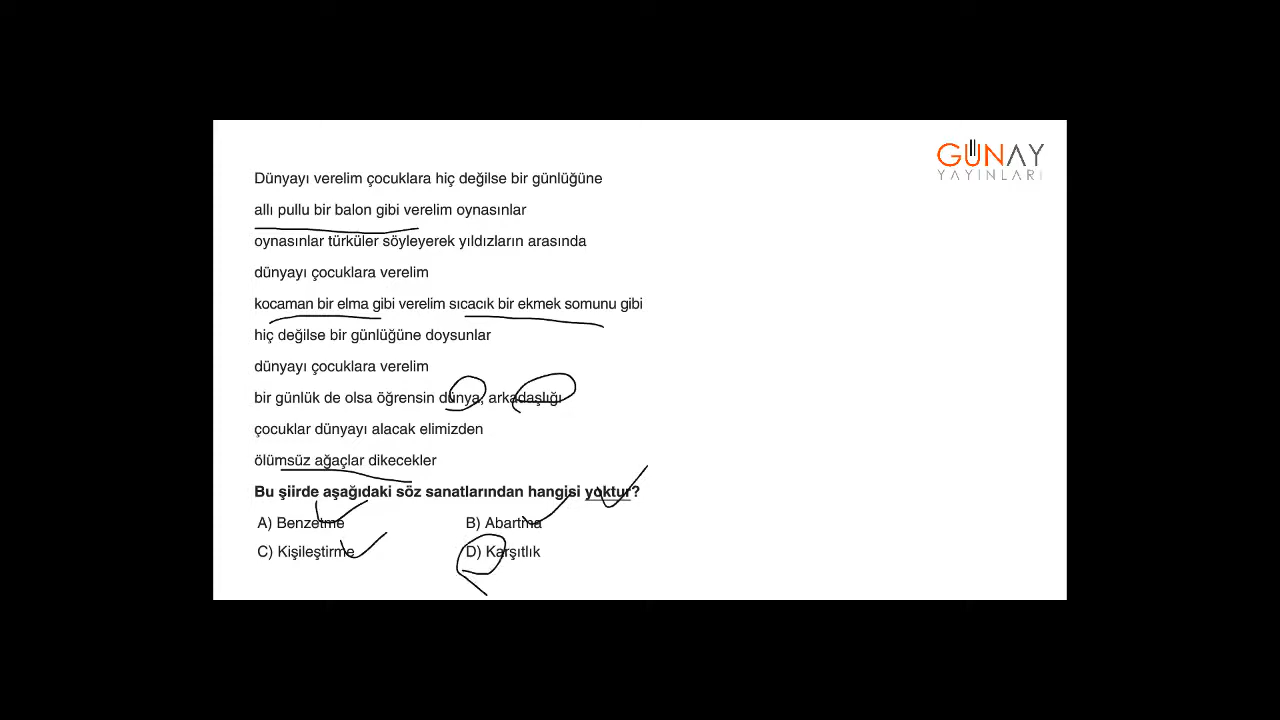 GÜNAY
YAYINLARI
Dünyayı verelim çocuklara hiç değilse bir günlüğüne
allı pullu bir balon gibi verelim oynasınlar
oynasınlar türküler söyleyerek yıldızların arasında
dünyayı çocuklara verelim
kocaman bir elma gibi verelim sıcacık bir ekmek somunu gibi
hiç değilse bir günlüğüne doysunlar
dünyayı çocuklara verelim
bir günlük de olsa öğrensin dünya, arkadaşlığı
çocuklar dünyayı alacak elimizden
ölümsüz ağaçlar dikecekler
Bu şiirde aşağıdaki söz sanatlarından hangisi yoktur?
A) Benzetme B) Abartma
C) Kişileştirme D) Karşıtlık